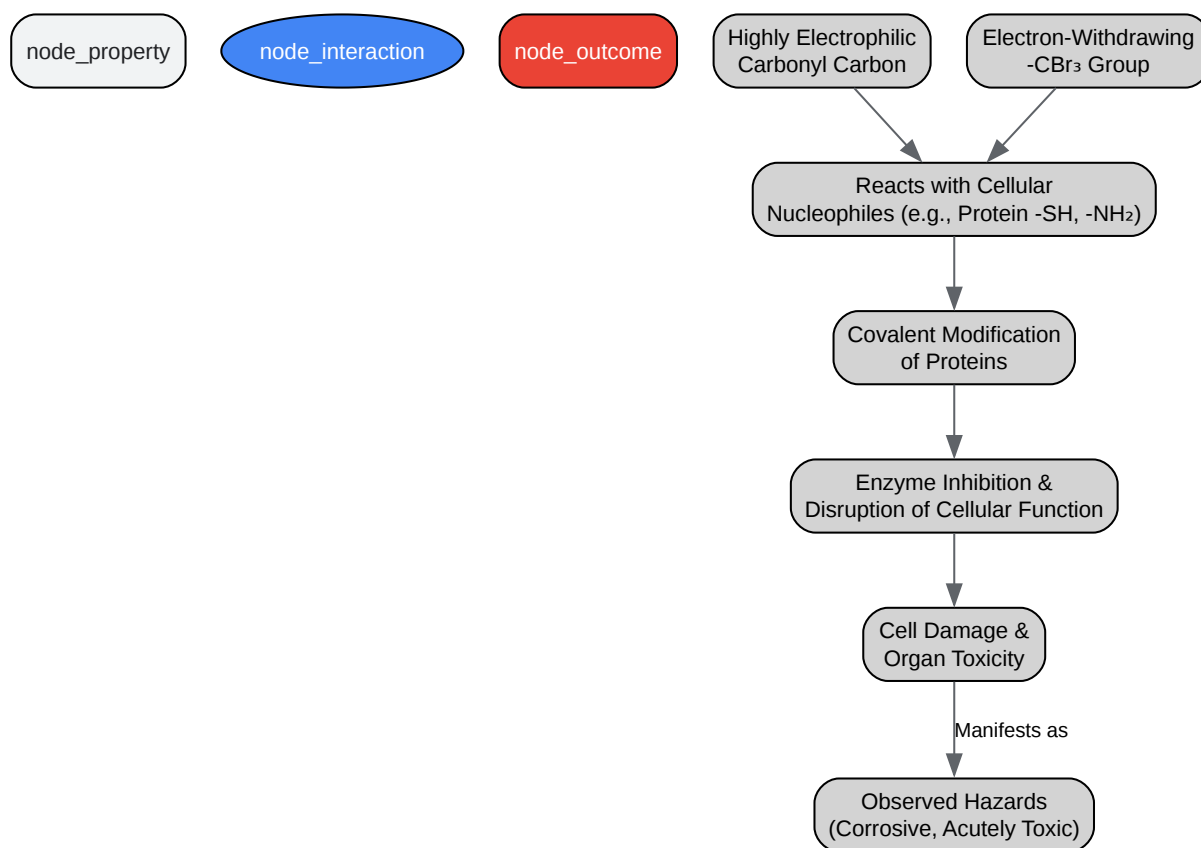 node_property
node_interaction
node_outcome
Highly Electrophilic
Carbonyl Carbon
Electron-Withdrawing
-CBr₃ Group
Reacts with Cellular
Nucleophiles (e.g., Protein -SH, -NH₂)
Covalent Modification
of Proteins
Enzyme Inhibition &
Disruption of Cellular Function
Cell Damage &
Organ Toxicity
Manifests as
Observed Hazards
(Corrosive, Acutely Toxic)